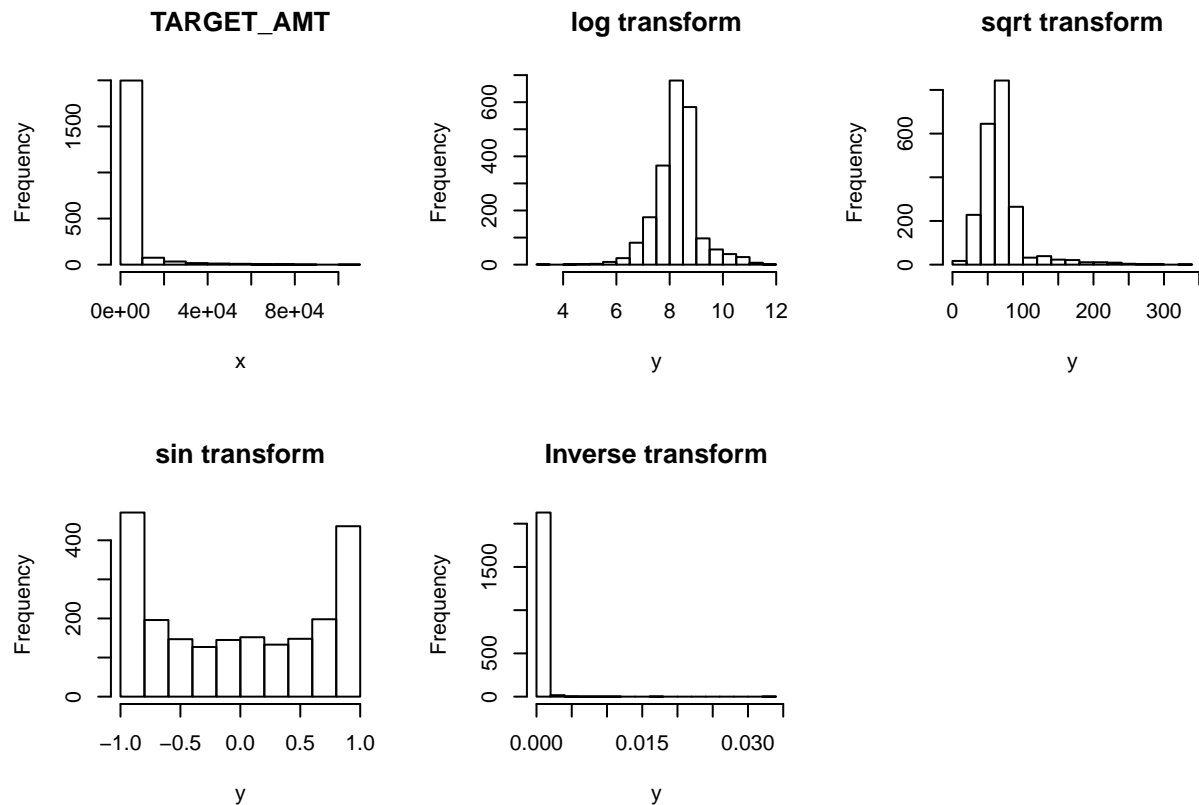 TARGET_AMT
Frequency
0 500 1500
0e+00 4e+04 8e+04
x
log transform
Frequency
0 200 400 600
4 6 8 10 12
y
sqrt transform
Frequency
0 200 600
0 100 200 300
y
sin transform
Frequency
0 200 400
−1.0 −0.5 0.0 0.5 1.0
y
Inverse transform
Frequency
0 500 1500
0.000 0.015 0.030
y